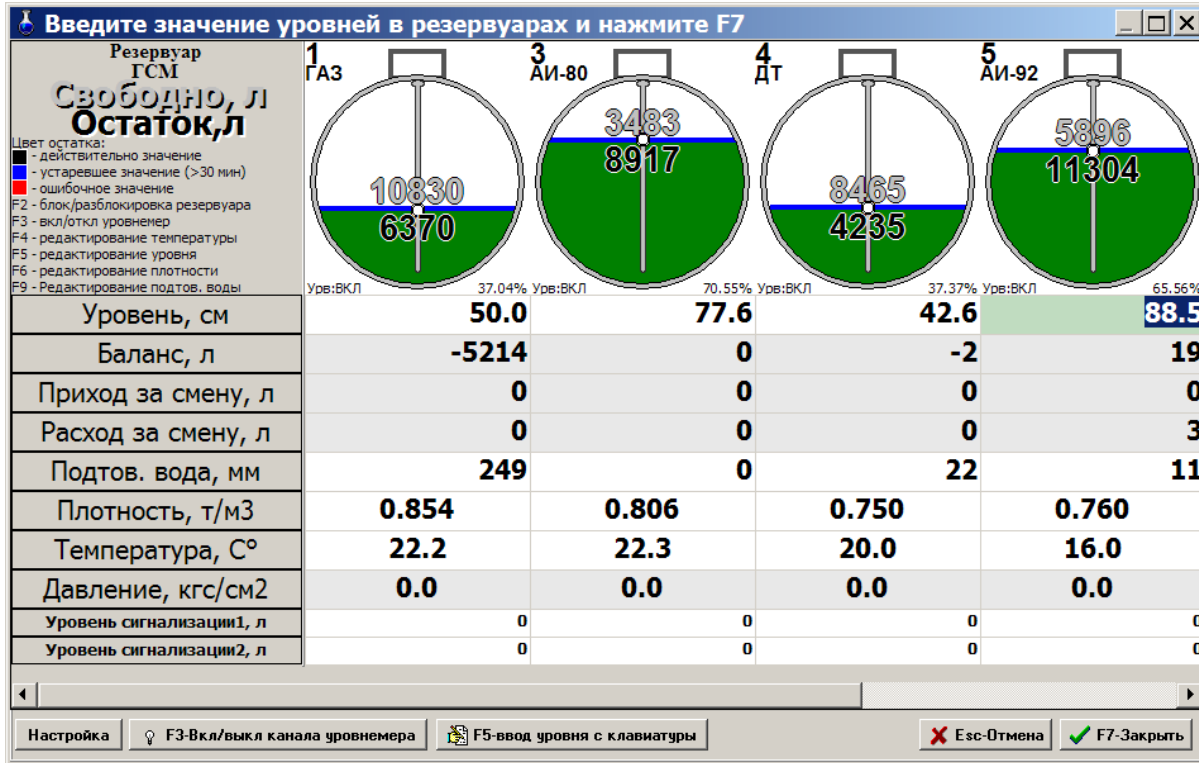 Введите значение уровней в резервуарах и нажмите F7
Резервуар
ГСМ
Свободно, л
Остаток,л
Цвет остатка:
- действительно значение
- устаревшее значение (>30 мин)
- ошибочное значение
F2 - блок/разблокировка резервуара
F3 - вкл/откл уровнемер
F4 - редактирование температуры
F5 - редактирование уровня
F6 - редактирование плотности
F9 - Редактирование подтов. воды
1
ГАЗ
10830
6370
Урв:ВКЛ 37.04%
3
АИ-80
3483
8917
Урв:ВКЛ 70.55%
4
ДТ
8465
4235
Урв:ВКЛ 37.37%
5
АИ-92
5896
11304
Урв:ВКЛ 65.56%
Уровень, см 50.0 77.6 42.6 88.5
Баланс, л -5214 0 -2 19
Приход за смену, л 0 0 0 0
Расход за смену, л 0 0 0 3
Подтов. вода, мм 249 0 22 11
Плотность, т/м3 0.854 0.806 0.750 0.760
Температура, С° 22.2 22.3 20.0 16.0
Давление, кгс/см2 0.0 0.0 0.0 0.0
Уровень сигнализации1, л 0 0 0 0
Уровень сигнализации2, л 0 0 0 0
Настройка F3-Вкл/выкл канала уровнемера F5-ввод уровня с клавиатуры Esc-Отмена F7-Закрыть